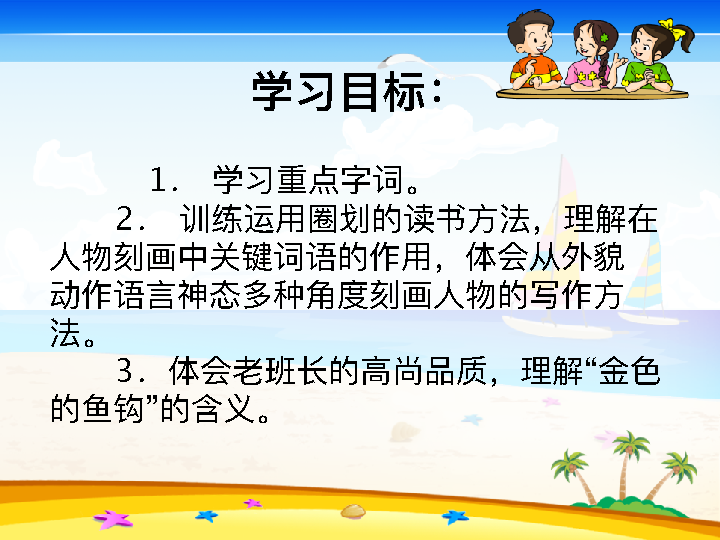 学习目标：
1． 学习重点字词。
2． 训练运用圈划的读书方法，理解在
人物刻画中关键词语的作用，体会从外貌
动作语言神态多种角度刻画人物的写作方
法。
3．体会老班长的高尚品质，理解“金色
的鱼钩”的含义。